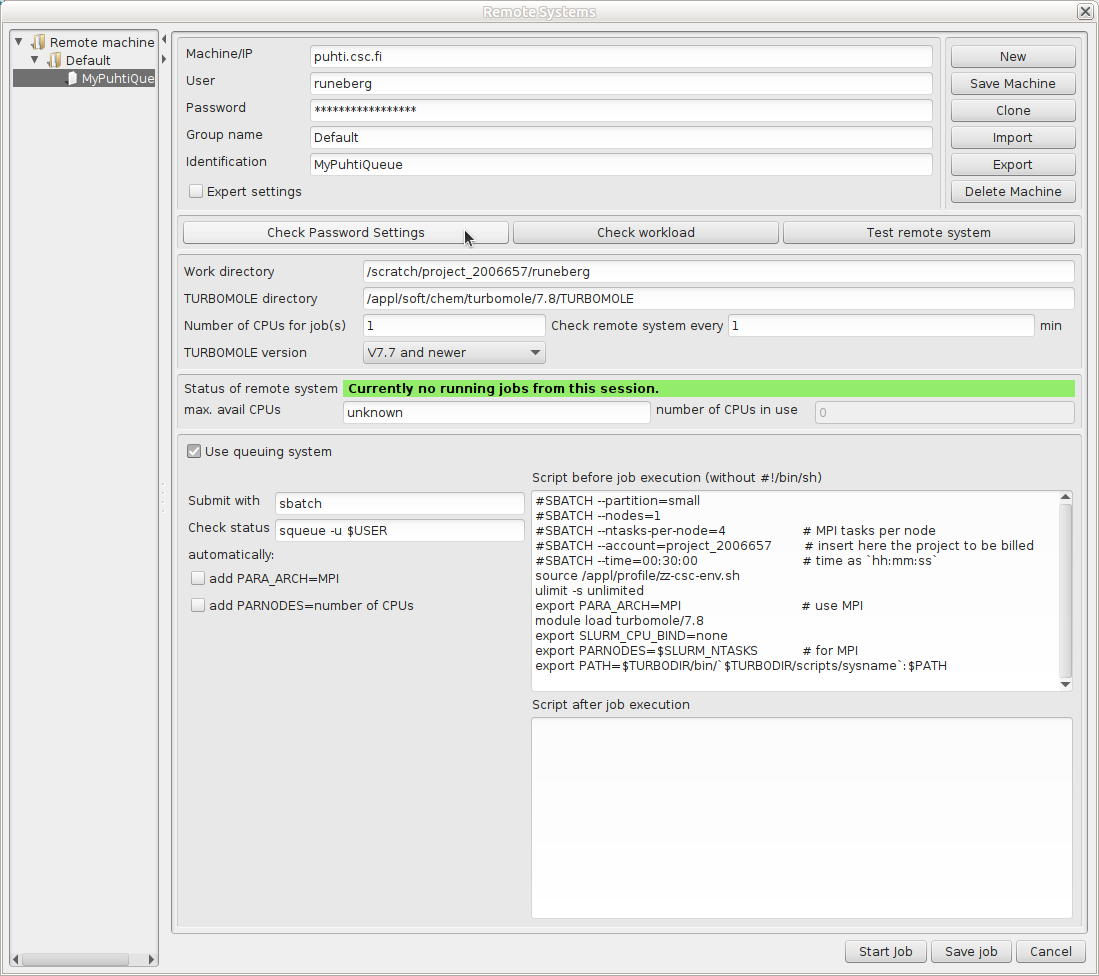 RemoteSystems
Remote machine
Default
MyPuhtiQue
Machine/IP puhti.csc.fi
User runeberg
Password *****************
Group name Default
Identification MyPuhtiQueue
Expert settings
New
Save Machine
Clone
Import
Export
Delete Machine
Check Password Settings Check workload Test remote system
Work directory /scratch/project_2006657/runeberg
TURBOMOLE directory /appl/soft/chem/turbomole/7.8/TURBOMOLE
Number of CPUs for job(s) 1 Check remote system every 1 min
TURBOMOLE version V7.7 and newer
Status of remote system Currently no running jobs from this session.
max. avail CPUs unknown number of CPUs in use 0
Use queuing system
Submit with sbatch
Check status squeue -u $USER
automatically:
add PARA_ARCH=MPI
add PARNODES=number of CPUs
Script before job execution (without #!/bin/sh)
#SBATCH --partition=small
#SBATCH --nodes=1
#SBATCH --ntasks-per-node=4 # MPI tasks per node
#SBATCH --account=project_2006657 # insert here the project to be billed
#SBATCH --time=00:30:00 # time as `hh:mm:ss`
source /appl/profile/zz-csc-env.sh
ulimit -s unlimited
export PARA_ARCH=MPI # use MPI
module load turbomole/7.8
export SLURM_CPU_BIND=none
export PARNODES=$SLURM_NTASKS # for MPI
export PATH=$TURBODIR/bin/`$TURBODIR/scripts/sysname`:$PATH
Script after job execution
Start Job Save job Cancel